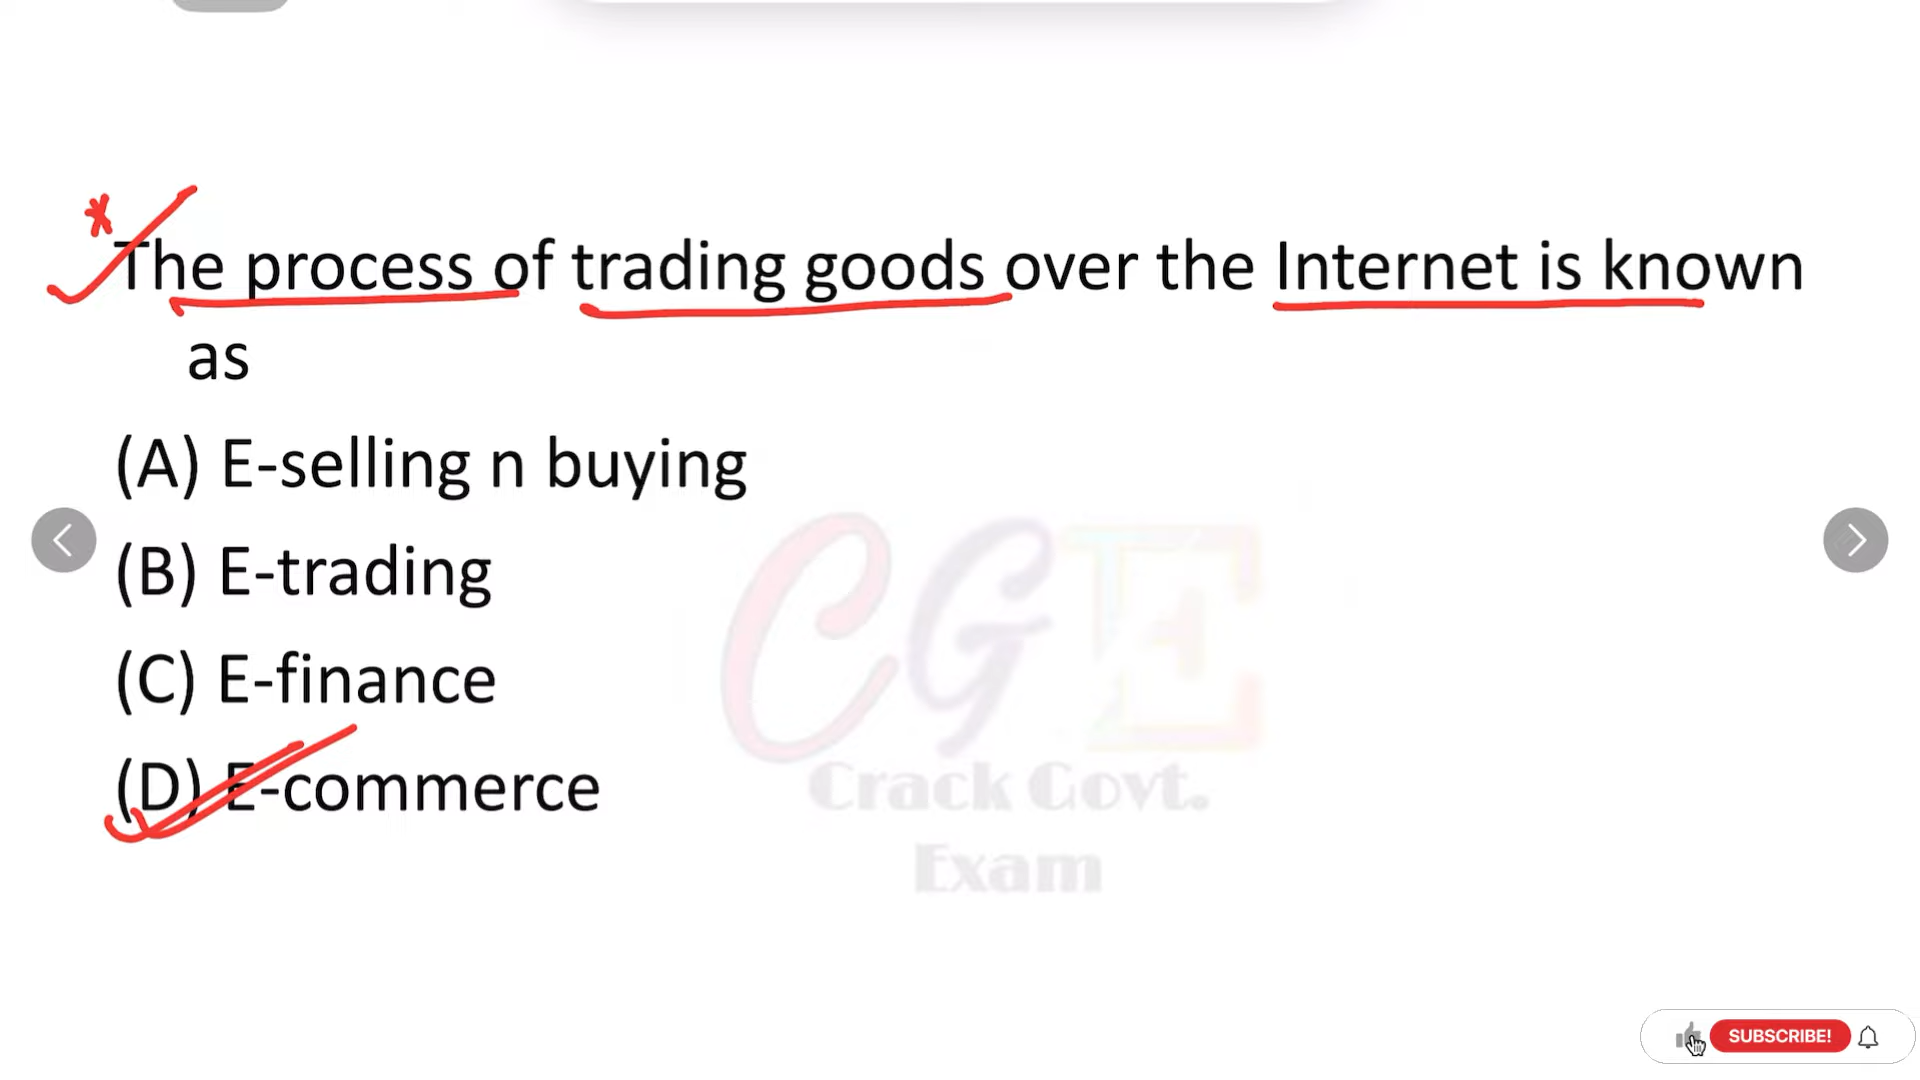 * The process of trading goods over the Internet is known
as
(A) E-selling n buying
(B) E-trading
(C) E-finance
(D) E-commerce
CGE
Crack Govt.
Exam
SUBSCRIBE!